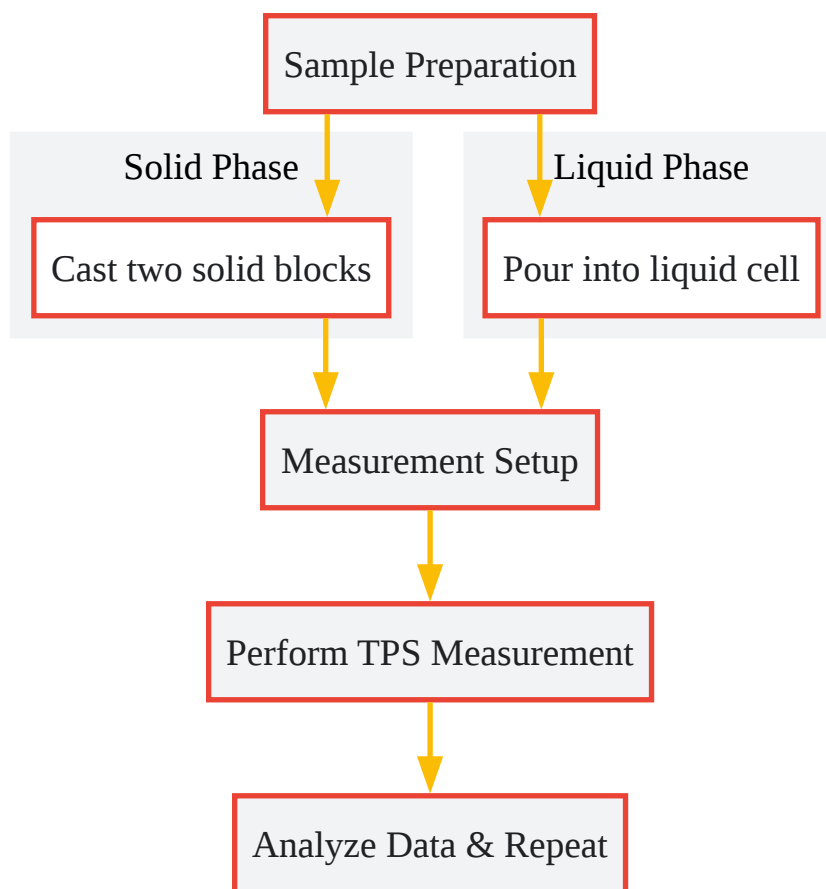 Sample Preparation
Solid Phase
Liquid Phase
Cast two solid blocks
Pour into liquid cell
Measurement Setup
Perform TPS Measurement
Analyze Data & Repeat